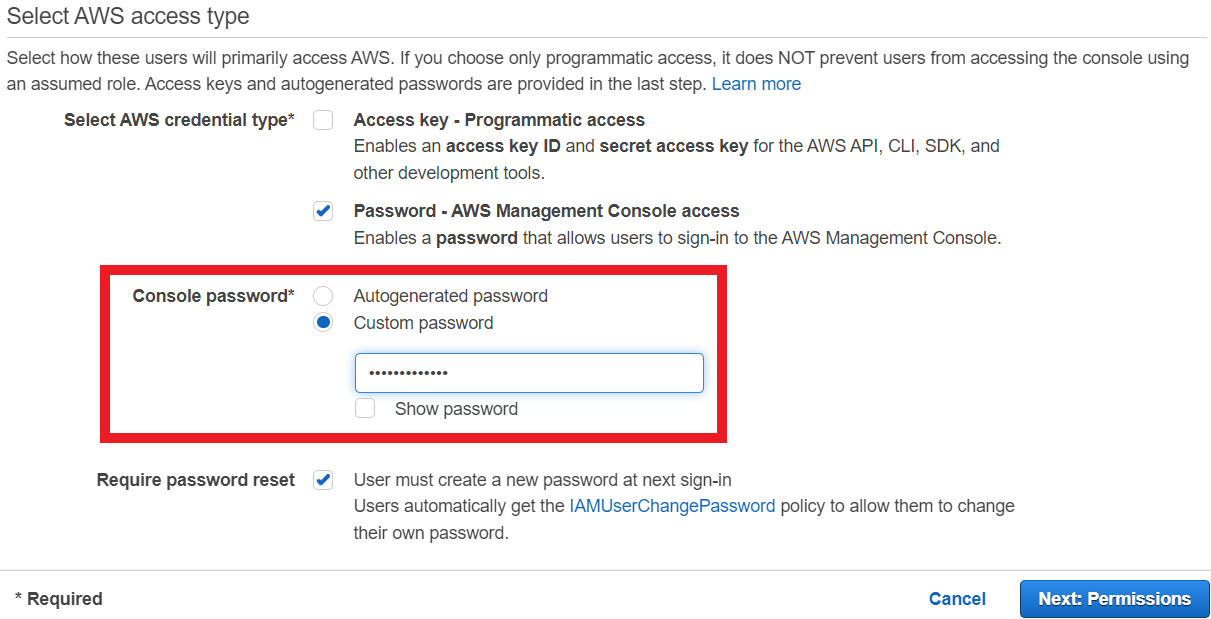 Select AWS access type
Select how these users will primarily access AWS. If you choose only programmatic access, it does NOT prevent users from accessing the console using
an assumed role. Access keys and autogenerated passwords are provided in the last step. Learn more
Select AWS credential type* Access key - Programmatic access
Enables an access key ID and secret access key for the AWS API, CLI, SDK, and
other development tools.
Password - AWS Management Console access
Enables a password that allows users to sign-in to the AWS Management Console.
Console password* Autogenerated password
Custom password
•••••••••••••
Show password
Require password reset User must create a new password at next sign-in
Users automatically get the IAMUserChangePassword policy to allow them to change
their own password.
* Required Cancel Next: Permissions